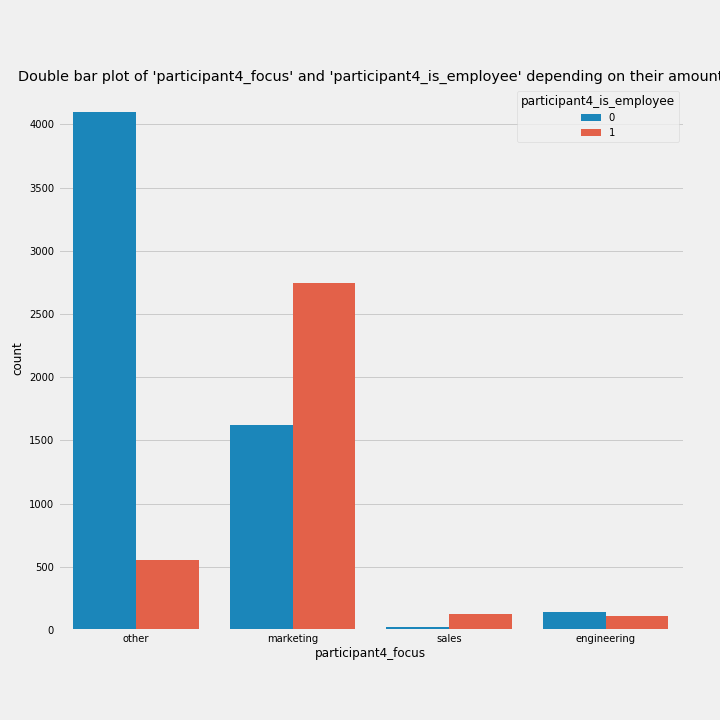 Double bar plot of 'participant4_focus' and 'participant4_is_employee' depending on their amount
participant4_is_employee
0
1
4000
3500
3000
2500
2000
1500
1000
500
0
count
other marketing sales engineering
participant4_focus